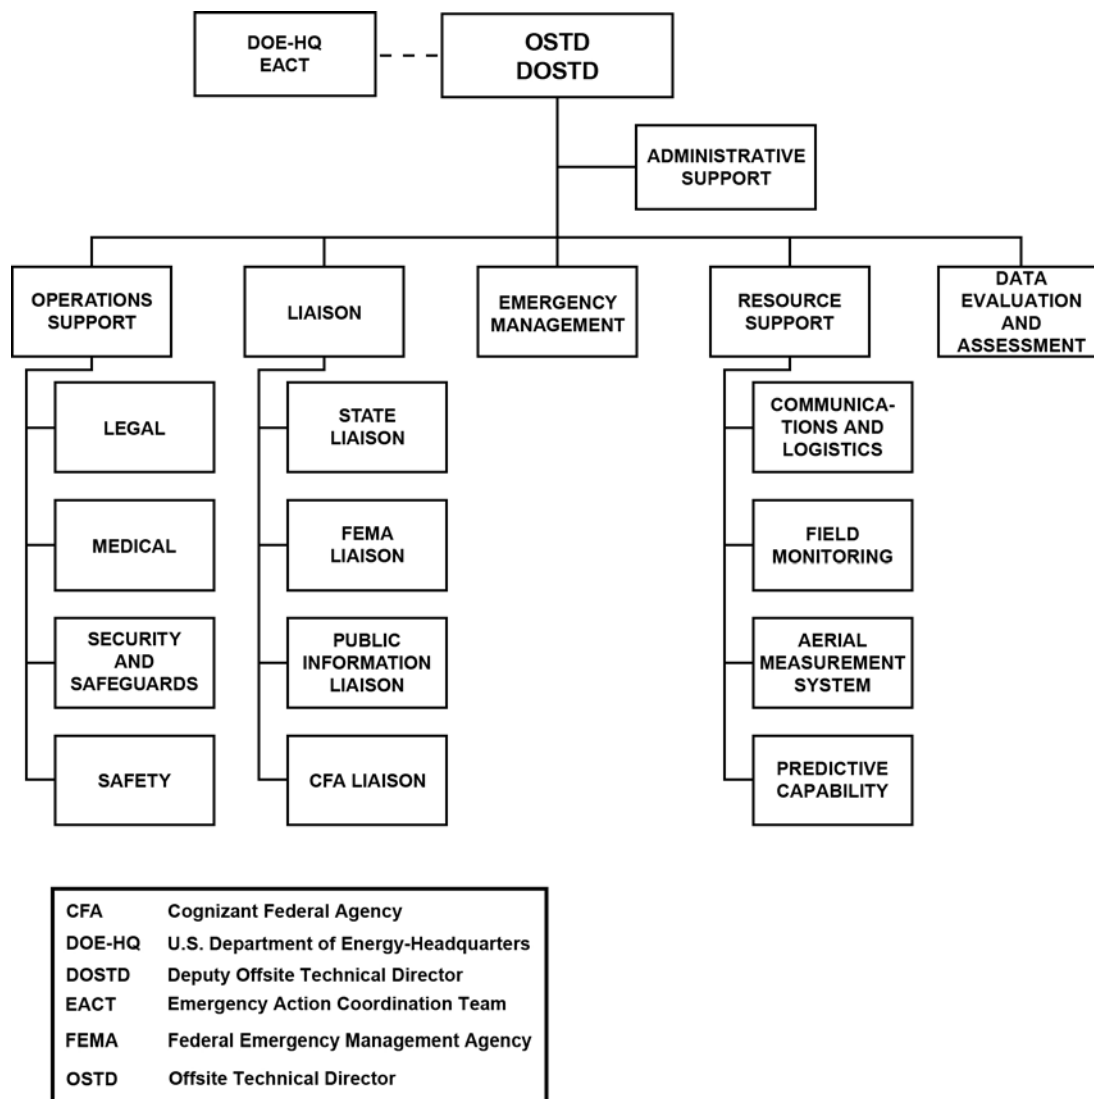 DOE-HQ
EACT
OSTD
DOSTD
ADMINISTRATIVE
SUPPORT
OPERATIONS
SUPPORT
LIAISON
EMERGENCY
MANAGEMENT
RESOURCE
SUPPORT
DATA
EVALUATION
AND
ASSESSMENT
LEGAL
MEDICAL
SECURITY
AND
SAFEGUARDS
SAFETY
STATE
LIAISON
FEMA
LIAISON
PUBLIC
INFORMATION
LIAISON
CFA LIAISON
COMMUNICA-
TIONS AND
LOGISTICS
FIELD
MONITORING
AERIAL
MEASUREMENT
SYSTEM
PREDICTIVE
CAPABILITY
CFA Cognizant Federal Agency
DOE-HQ U.S. Department of Energy-Headquarters
DOSTD Deputy Offsite Technical Director
EACT Emergency Action Coordination Team
FEMA Federal Emergency Management Agency
OSTD Offsite Technical Director